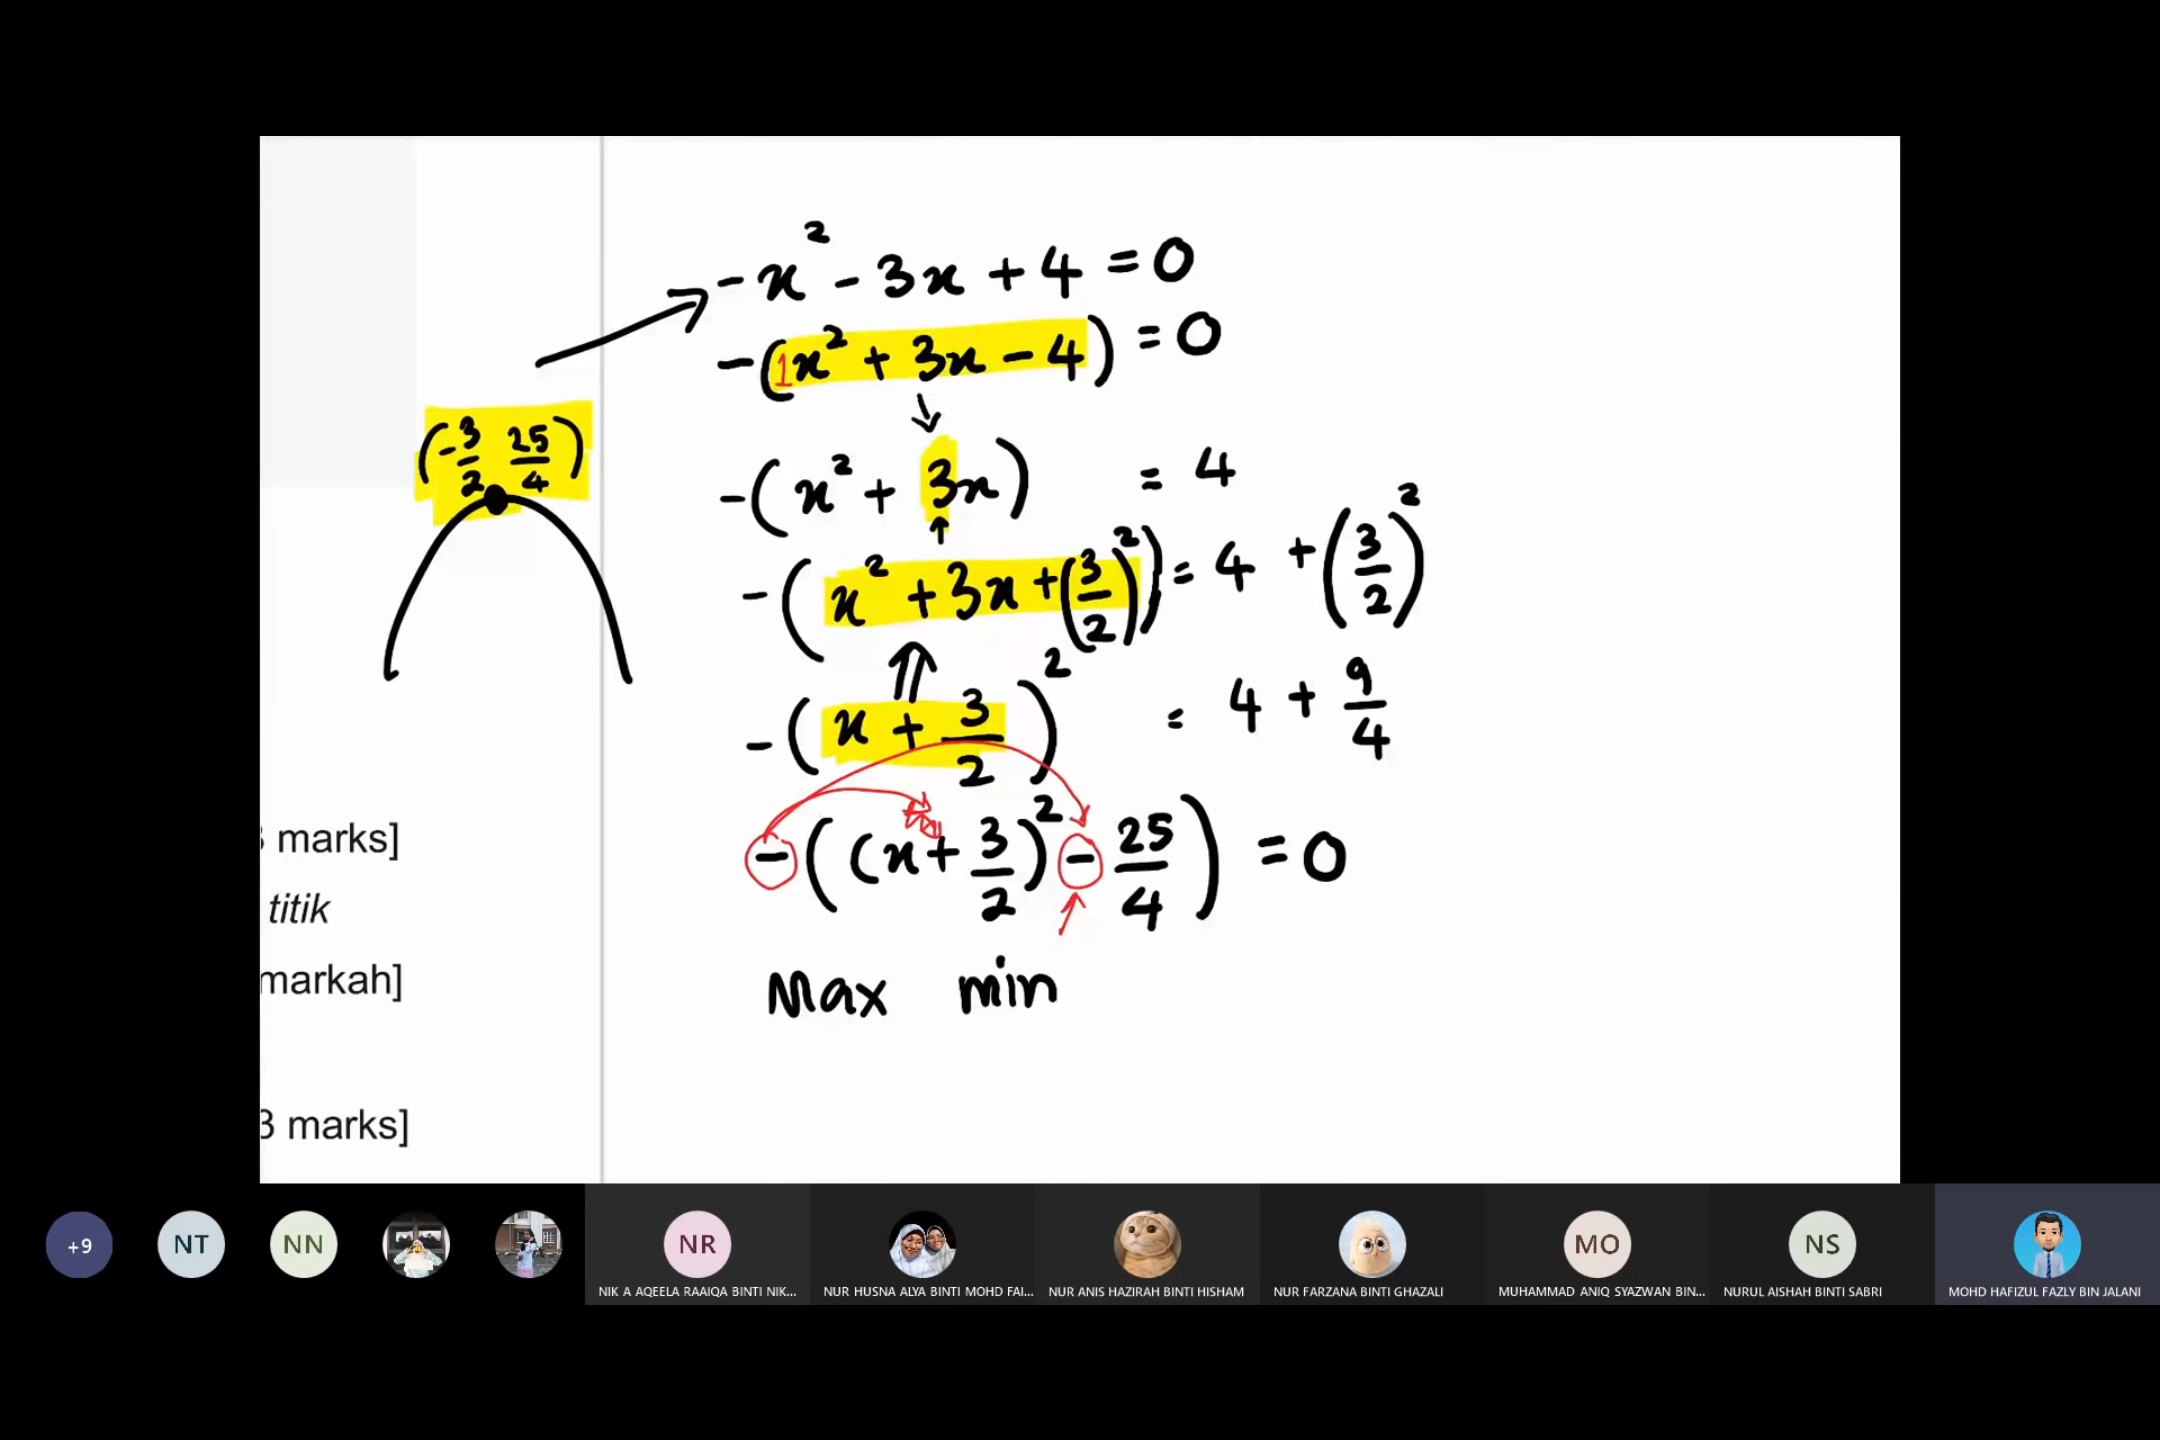 -x² - 3x + 4 = 0
-(1x² + 3x - 4) = 0
(-3/2 25/4)
-(x² + 3x) = 4
-(x² + 3x + (3/2)²) = 4 + (3/2)²
-(x + 3/2)² = 4 + 9/4
-((x + 3/2)² - 25/4) = 0
Max min
marks]
titik
markah]
3 marks]
+9
NT
NN
NR
MO
NS
NIK A AQEELA RAAIQA BINTI NIK...
NUR HUSNA ALYA BINTI MOHD FAI...
NUR ANIS HAZIRAH BINTI HISHAM
NUR FARZANA BINTI GHAZALI
MUHAMMAD ANIQ SYAZWAN BIN...
NURUL AISHAH BINTI SABRI
MOHD HAFIZUL FAZLY BIN JALANI